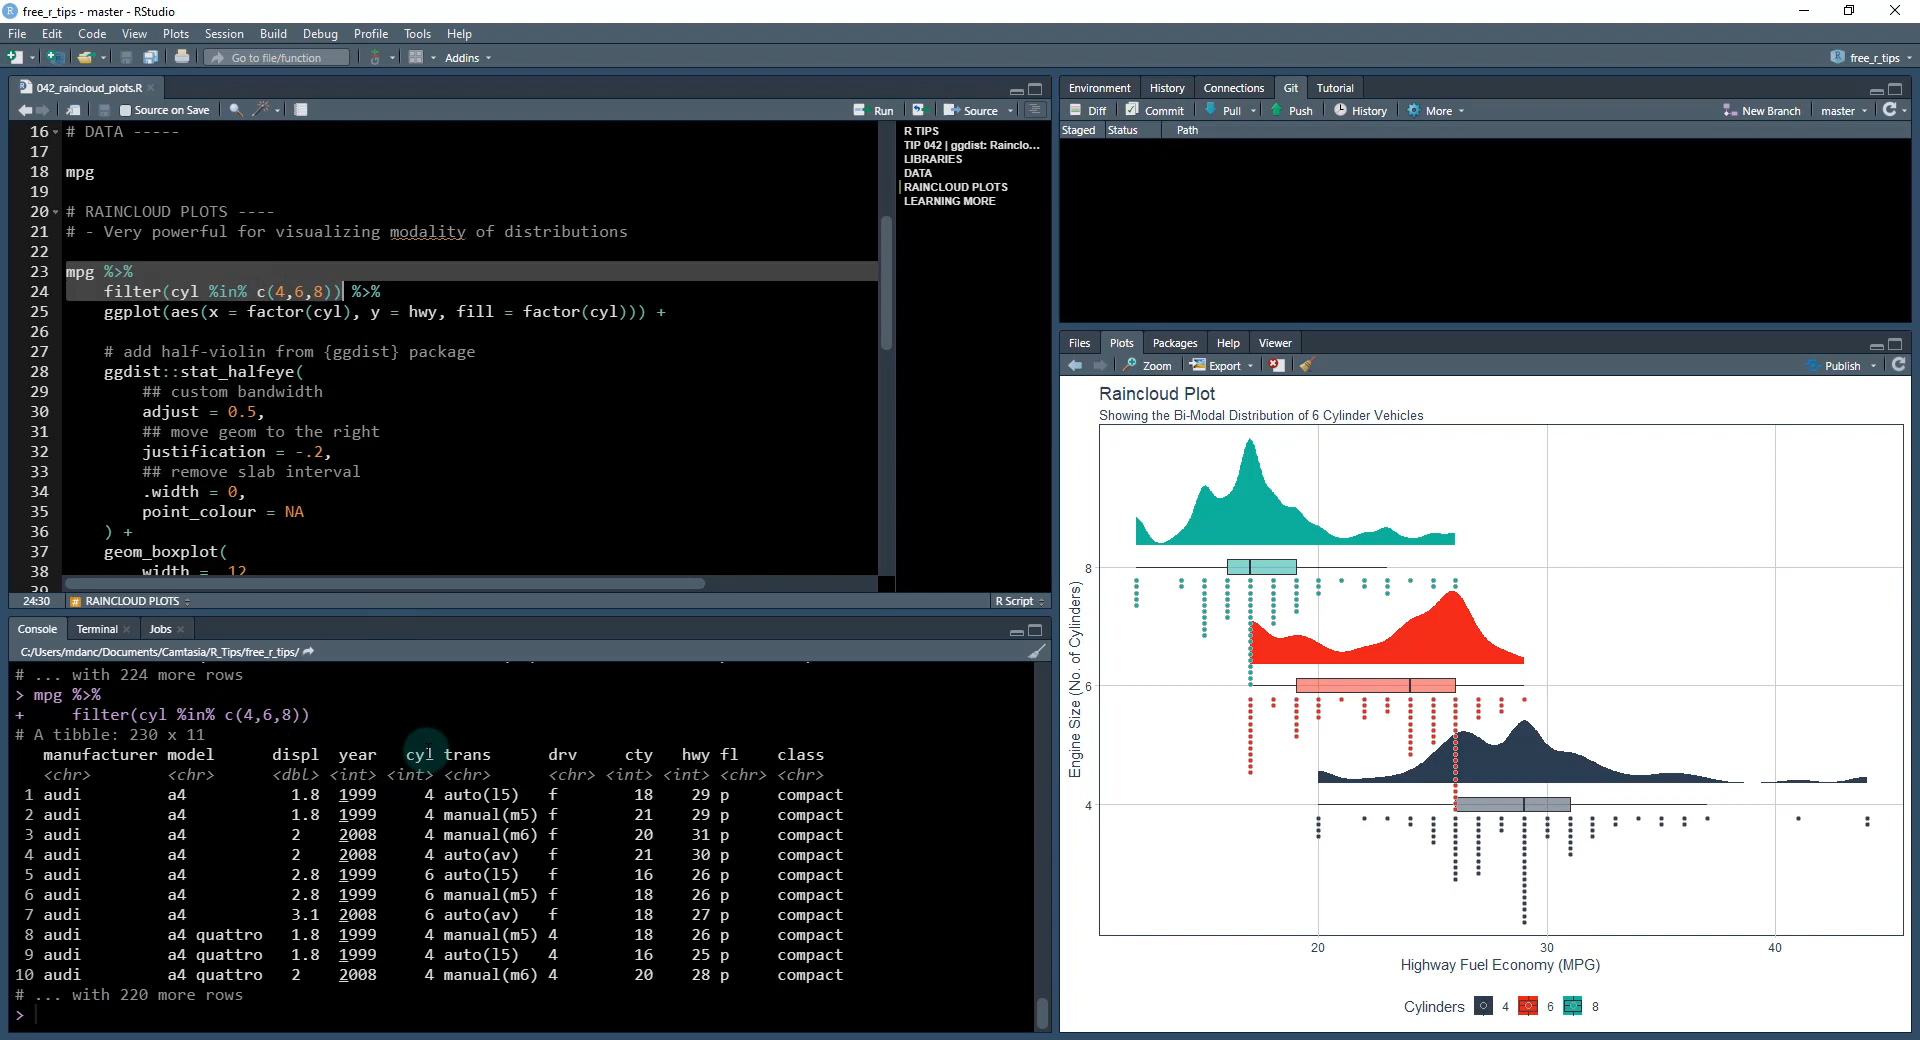 free_r_tips - master - RStudio
File Edit Code View Plots Session Build Debug Profile Tools Help
Go to file/function Addins free_r_tips
042_raincloud_plots.R
Source on Save Run Source
16 # DATA -----
17
18 mpg
19
20 # RAINCLOUD PLOTS ----
21 # - Very powerful for visualizing modality of distributions
22
23 mpg %>%
24 filter(cyl %in% c(4,6,8)) %>%
25 ggplot(aes(x = factor(cyl), y = hwy, fill = factor(cyl))) +
26
27 # add half-violin from {ggdist} package
28 ggdist::stat_halfeye(
29 ## custom bandwidth
30 adjust = 0.5,
31 ## move geom to the right
32 justification = -.2,
33 ## remove slab interval
34 .width = 0,
35 point_colour = NA
36 ) +
37 geom_boxplot(
38 width = .12
39
R TIPS
TIP 042 | ggdist: Rainclo...
LIBRARIES
DATA
RAINCLOUD PLOTS
LEARNING MORE
24:30 # RAINCLOUD PLOTS R Script
Console Terminal Jobs
C:/Users/mdanc/Documents/Camtasia/R_Tips/free_r_tips/
# ... with 224 more rows
> mpg %>%
+ filter(cyl %in% c(4,6,8))
# A tibble: 230 x 11
manufacturer model displ year cyl trans drv cty hwy fl class
<chr> <chr> <dbl> <int> <int> <chr> <chr> <int> <int> <chr> <chr>
1 audi a4 1.8 1999 4 auto(l5) f 18 29 p compact
2 audi a4 1.8 1999 4 manual(m5) f 21 29 p compact
3 audi a4 2 2008 4 manual(m6) f 20 31 p compact
4 audi a4 2 2008 4 auto(av) f 21 30 p compact
5 audi a4 2.8 1999 6 auto(l5) f 16 26 p compact
6 audi a4 2.8 1999 6 manual(m5) f 18 26 p compact
7 audi a4 3.1 2008 6 auto(av) f 18 27 p compact
8 audi a4 quattro 1.8 1999 4 manual(m5) 4 18 26 p compact
9 audi a4 quattro 1.8 1999 4 auto(l5) 4 16 25 p compact
10 audi a4 quattro 2 2008 4 manual(m6) 4 20 28 p compact
# ... with 220 more rows
>
Environment History Connections Git Tutorial
Diff Commit Pull Push History More New Branch master
Staged Status Path
Files Plots Packages Help Viewer
Zoom Export Publish
Raincloud Plot
Showing the Bi-Modal Distribution of 6 Cylinder Vehicles
Engine Size (No. of Cylinders)
8
6
4
20 30 40
Highway Fuel Economy (MPG)
Cylinders 4 6 8